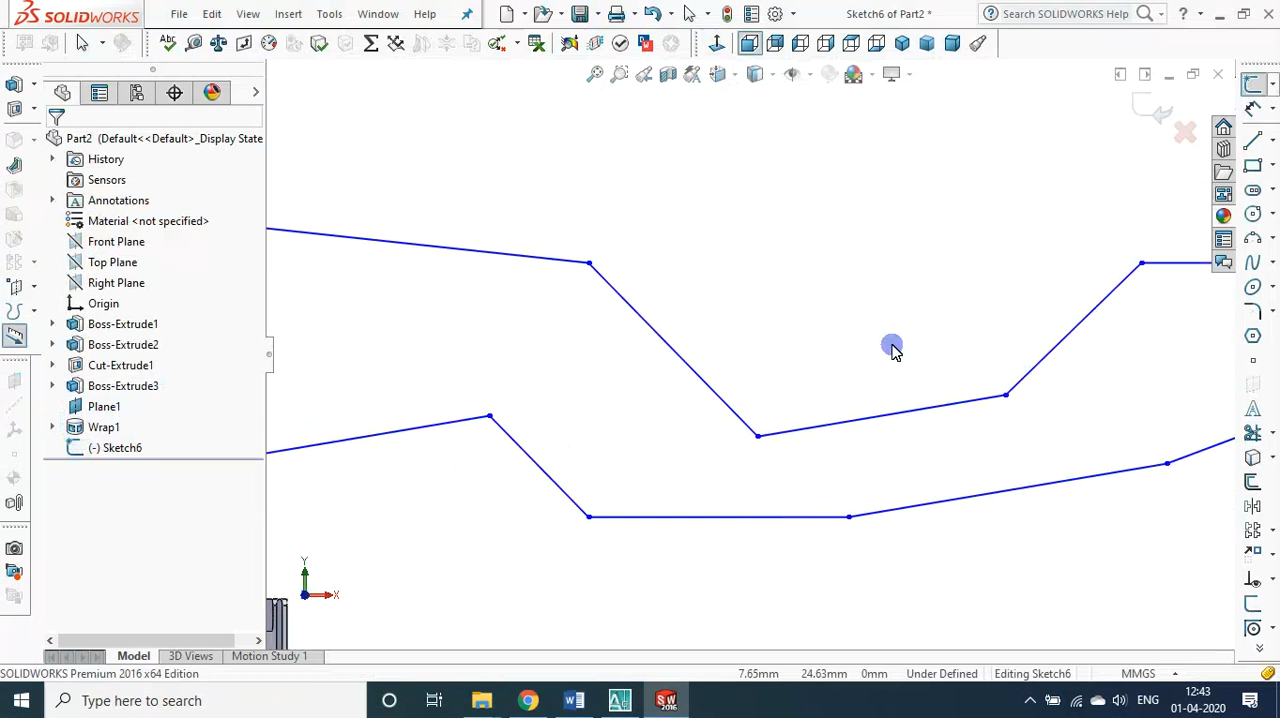 SOLIDWORKS File Edit View Insert Tools Window Help Sketch6 of Part2 * Search SOLIDWORKS Help
Part2 (Default<<Default>_Display State
History
Sensors
Annotations
Material <not specified>
Front Plane
Top Plane
Right Plane
Origin
Boss-Extrude1
Boss-Extrude2
Cut-Extrude1
Boss-Extrude3
Plane1
Wrap1
(-) Sketch6
Y
X
Model 3D Views Motion Study 1
SOLIDWORKS Premium 2016 x64 Edition 7.65mm 24.63mm 0mm Under Defined Editing Sketch6 MMGS
Type here to search ENG 12:43
01-04-2020